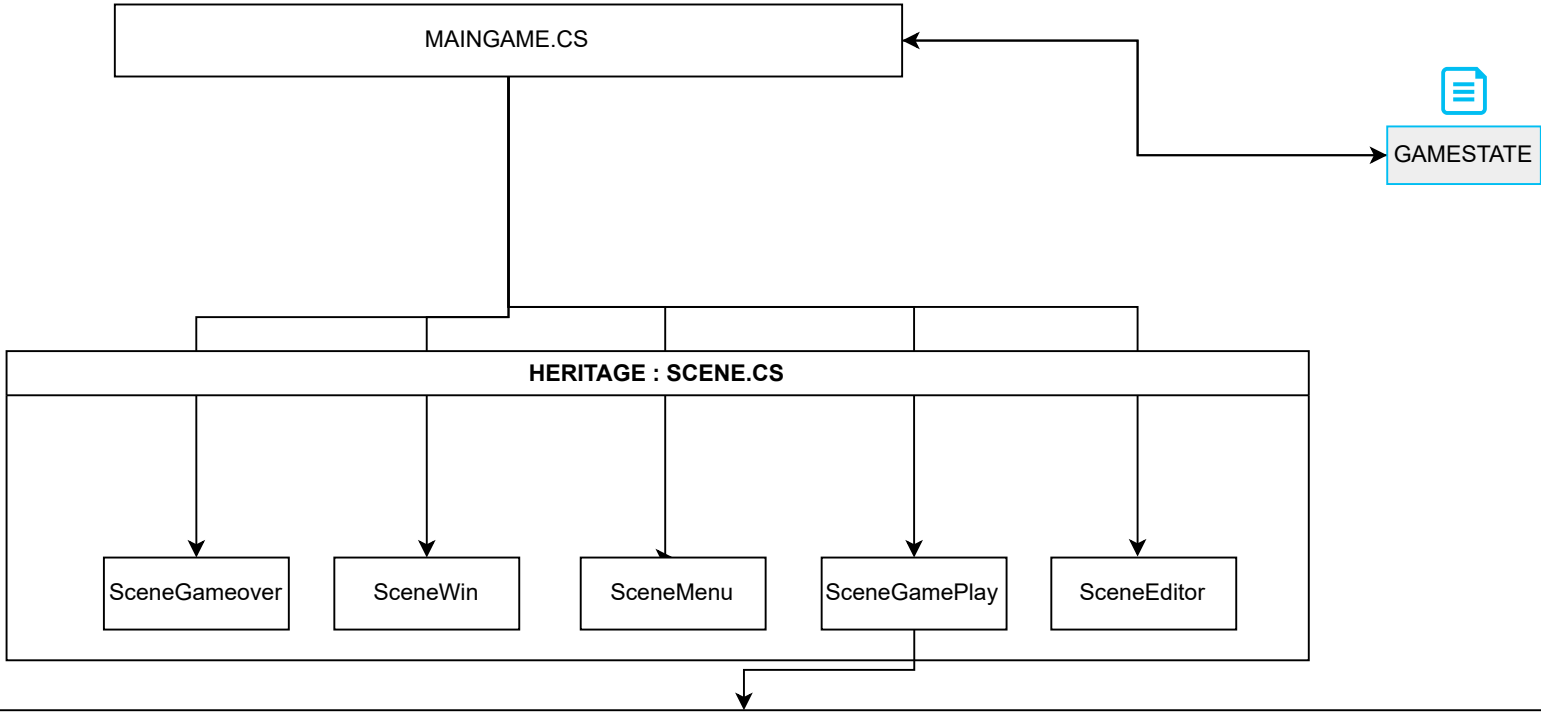 MAINGAME.CS
GAMESTATE
HERITAGE : SCENE.CS
SceneGameover
SceneWin
SceneMenu
SceneGamePlay
SceneEditor